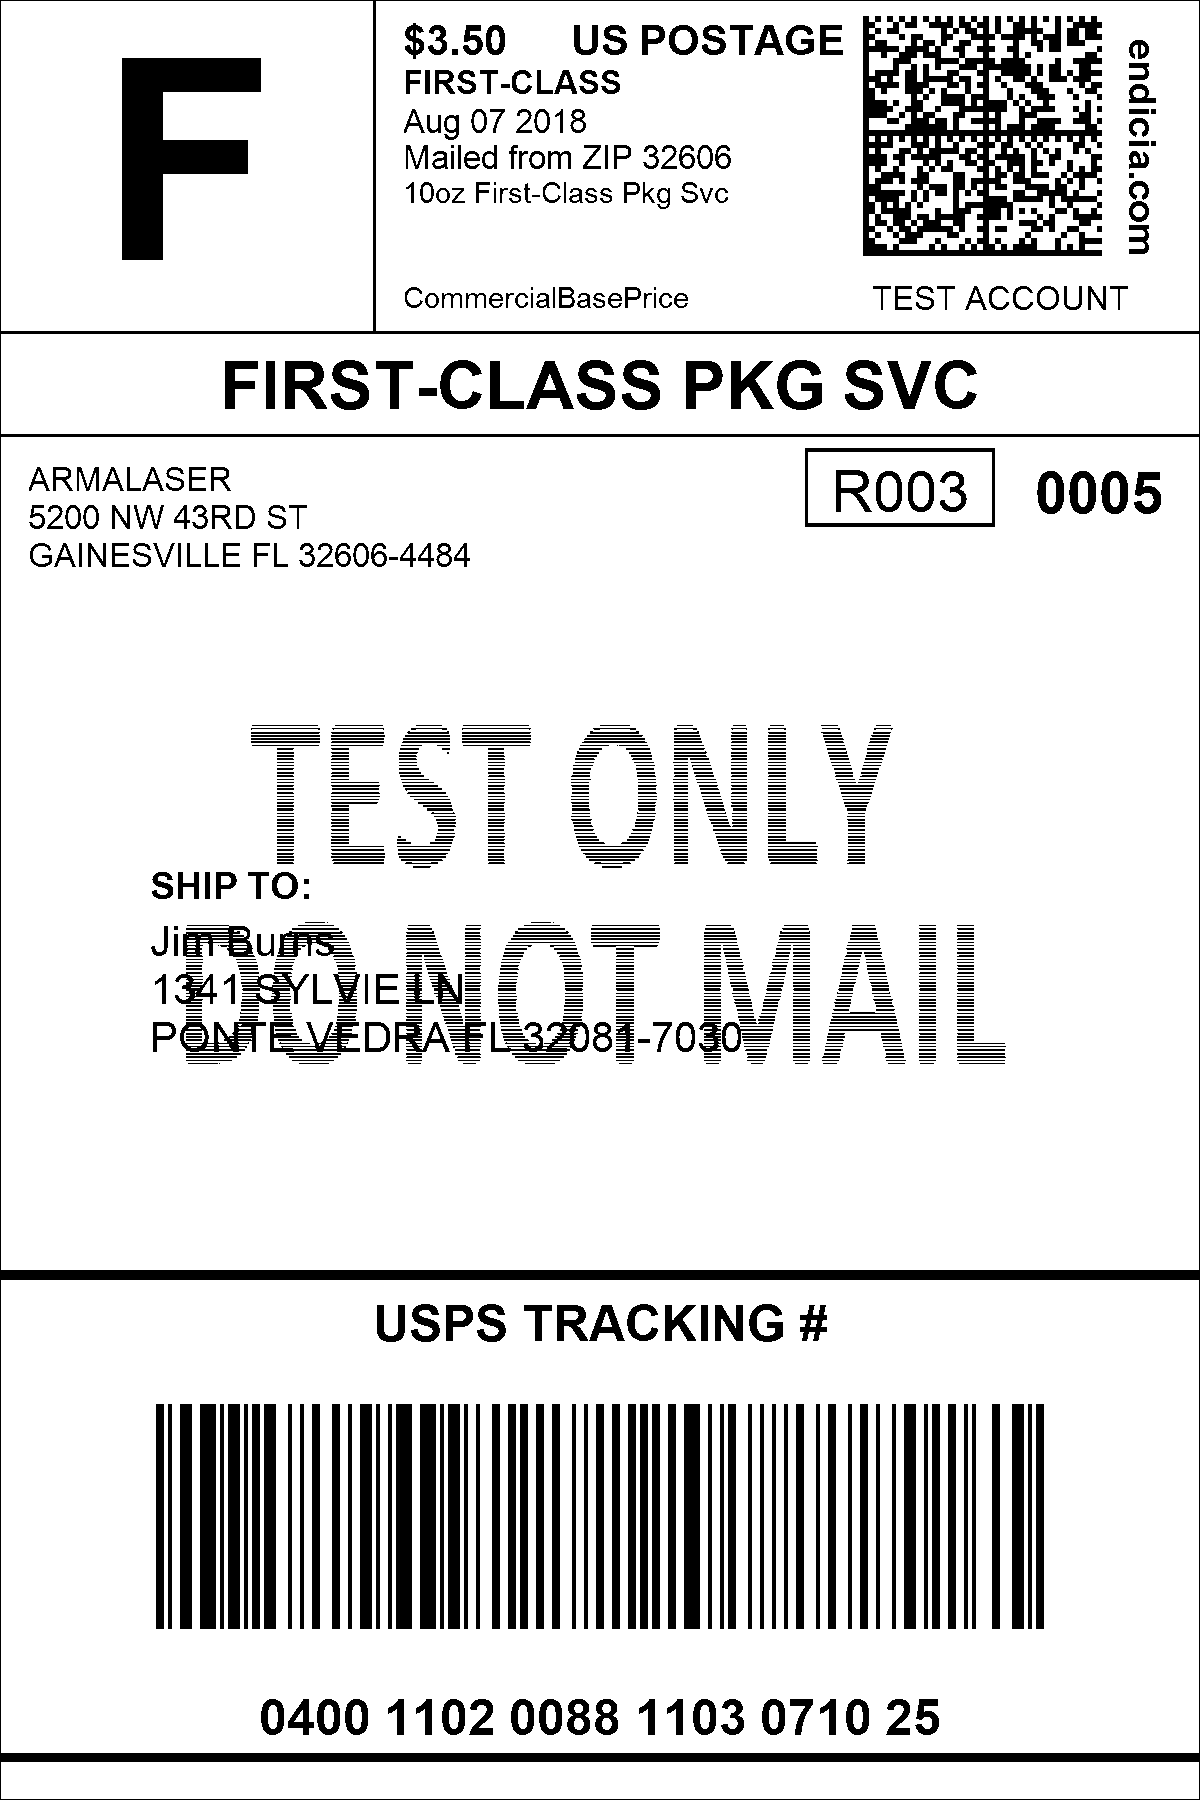 F
$3.50 US POSTAGE
FIRST-CLASS
Aug 07 2018
Mailed from ZIP 32606
10oz First-Class Pkg Svc
CommercialBasePrice
endicia.com
TEST ACCOUNT
FIRST-CLASS PKG SVC
ARMALASER
5200 NW 43RD ST
GAINESVILLE FL 32606-4484
R003 0005
TEST ONLY
DO NOT MAIL
SHIP TO:
Jim Burns
1341 SYLVIE LN
PONTE VEDRA FL 32081-7030
USPS TRACKING #
0400 1102 0088 1103 0710 25